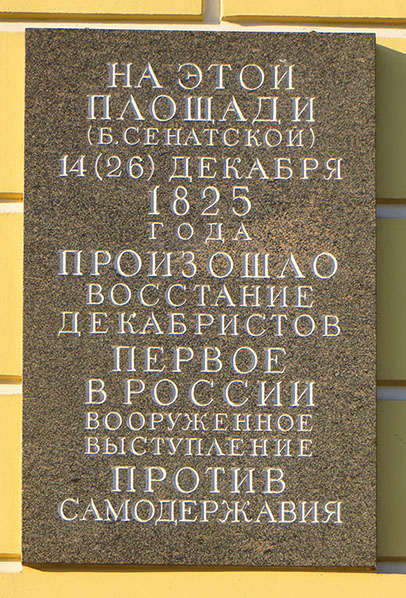 НА ЭТОЙ
ПЛОЩАДИ
(Б. СЕНАТСКОЙ)
14 (26) ДЕКАБРЯ
1825
ГОДА
ПРОИЗОШЛО
ВОССТАНИЕ
ДЕКАБРИСТОВ
ПЕРВОЕ
В РОССИИ
ВООРУЖЕННОЕ
ВЫСТУПЛЕНИЕ
ПРОТИВ
САМОДЕРЖАВИЯ